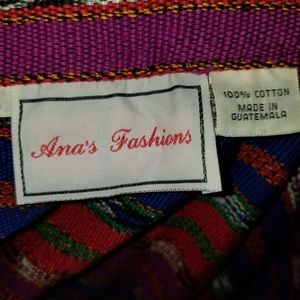 Ana's Fashions
100% COTTON
MADE IN
GUATEMALA